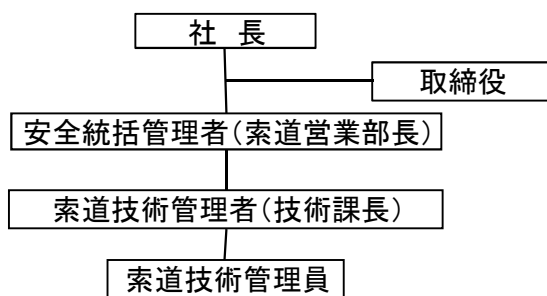 社 長
取締役
安全統括管理者(索道営業部長)
索道技術管理者(技術課長)
索道技術管理員